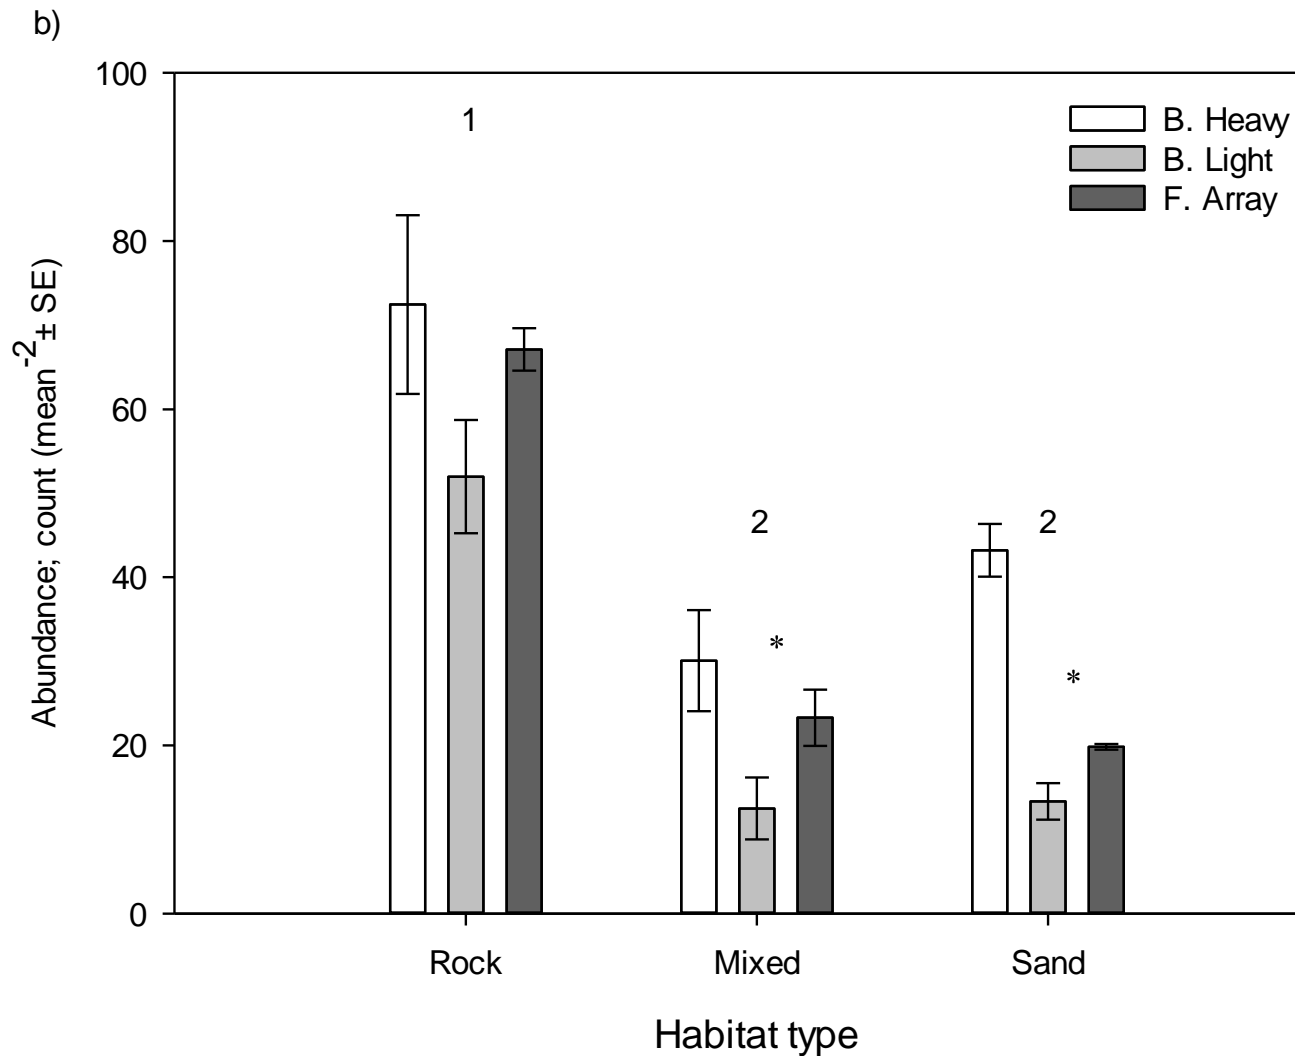 b)
100
80
60
40
20
0
Abundance; count (mean⁻² ± SE)
1
2
2
*
*
B. Heavy
B. Light
F. Array
Rock Mixed Sand
Habitat type